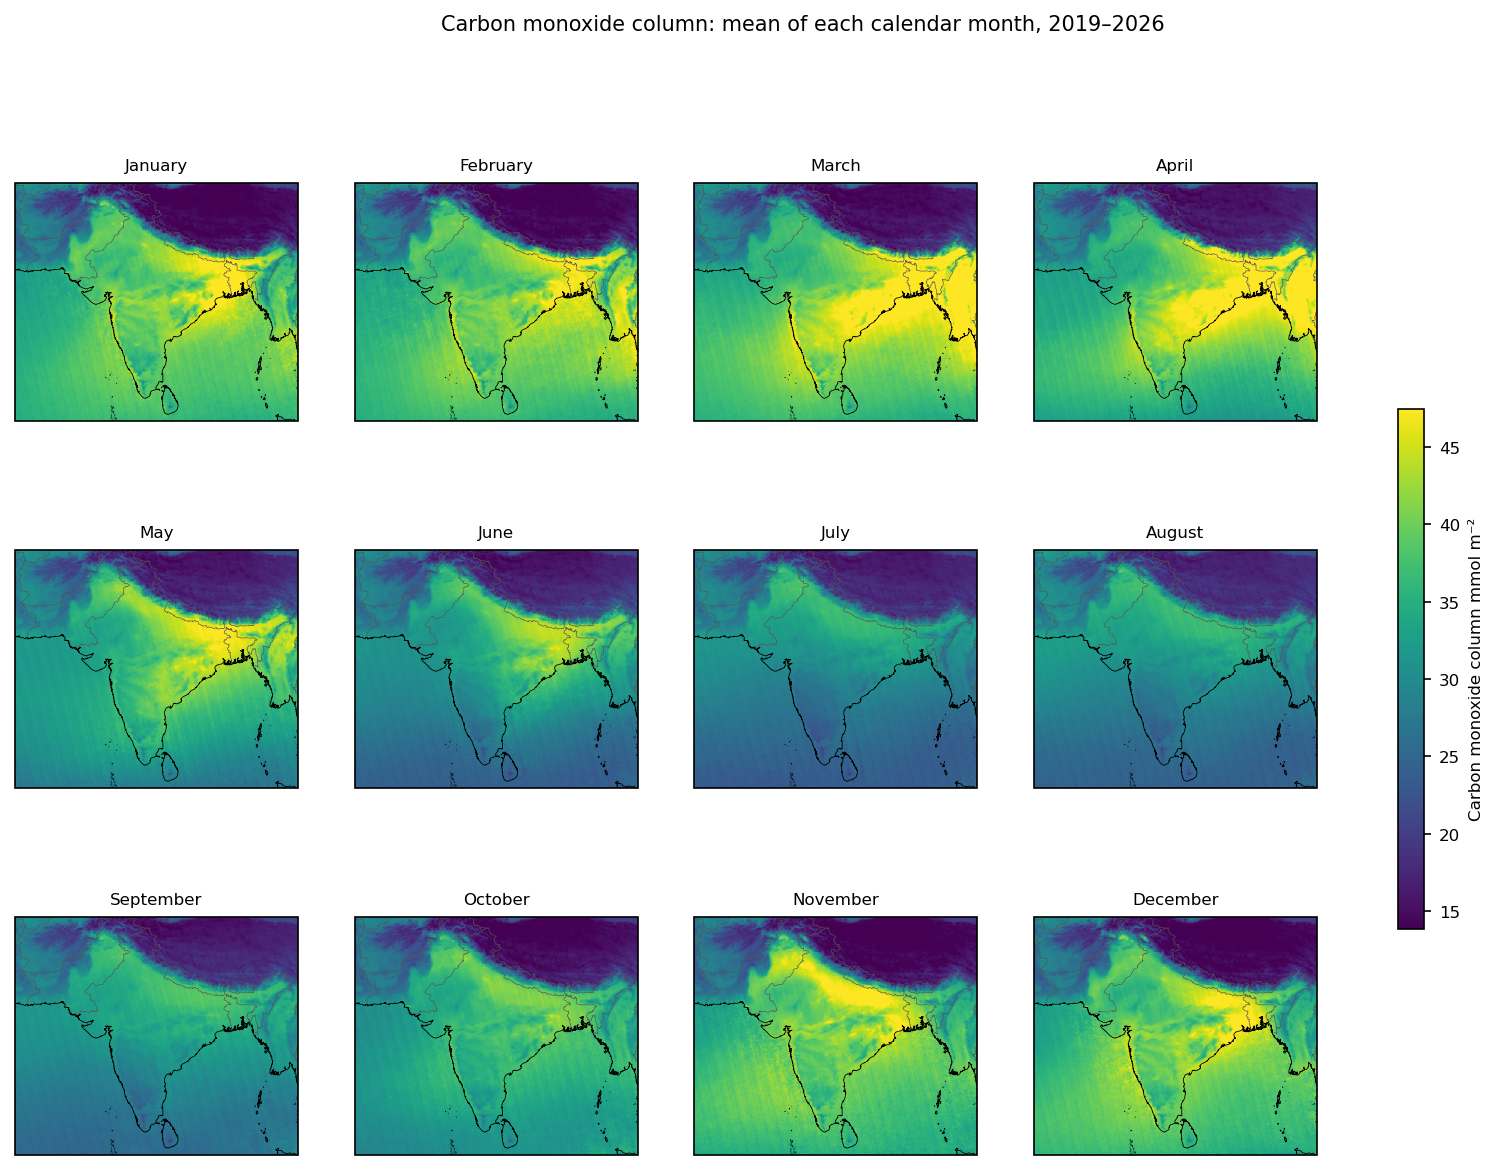 Carbon monoxide column: mean of each calendar month, 2019–2026
January
February
March
April
May
June
July
August
September
October
November
December
45
40
35
30
25
20
15
Carbon monoxide column mmol m⁻²